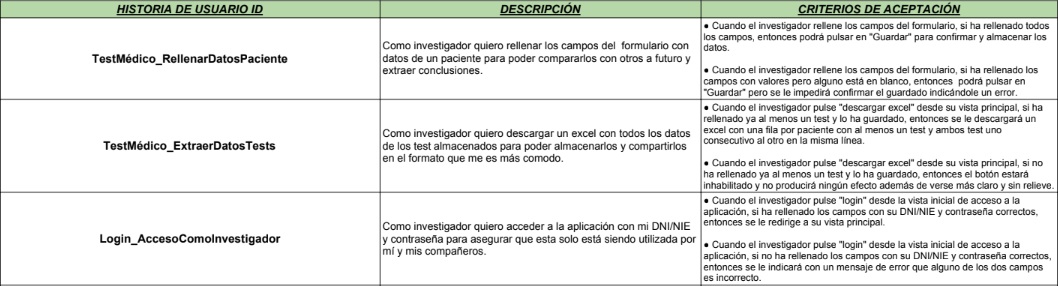 HISTORIA DE USUARIO ID
DESCRIPCIÓN
CRITERIOS DE ACEPTACIÓN
TestMédico_RellenarDatosPaciente
Como investigador quiero rellenar los campos del formulario con
datos de un paciente para poder compararlos con otros a futuro y
extraer conclusiones.
● Cuando el investigador rellene los campos del formulario, si ha rellenado todos
los campos, entonces podrá pulsar en "Guardar" para confirmar y almacenar los
datos.
● Cuando el investigador rellene los campos del formulario, si ha rellenado los
campos con valores pero alguno está en blanco, entonces podrá pulsar en
"Guardar" pero se le impedirá confirmar el guardado indicándole un error.
TestMédico_ExtraerDatosTests
Como investigador quiero descargar un excel con todos los datos
de los test almacenados para poder almacenarlos y compartirlos
en el formato que me es más comodo.
● Cuando el investigador pulse "descargar excel" desde su vista principal, si ha
rellenado ya al menos un test y lo ha guardado, entonces se le descargará un
excel con una fila por paciente con al menos un test y ambos test uno
consecutivo al otro en la misma línea.
● Cuando el investigador pulse "descargar excel" desde su vista principal, si no
ha rellenado ya al menos un test y lo ha guardado, entonces el botón estará
inhabilitado y no producirá ningún efecto además de verse más claro y sin relieve.
Login_AccesoComoInvestigador
Como investigador quiero acceder a la aplicación con mi DNI/NIE
y contraseña para asegurar que esta solo está siendo utilizada por
mí y mis compañeros.
● Cuando el investigador pulse "login" desde la vista inicial de acceso a la
aplicación, si ha rellenado los campos con su DNI/NIE y contraseña correctos,
entonces se le redirige a su vista principal.
● Cuando el investigador pulse "login" desde la vista inicial de acceso a la
aplicación, si no ha rellenado los campos con su DNI/NIE y contraseña correctos,
entonces se le indicará con un mensaje de error que alguno de los dos campos
es incorrecto.